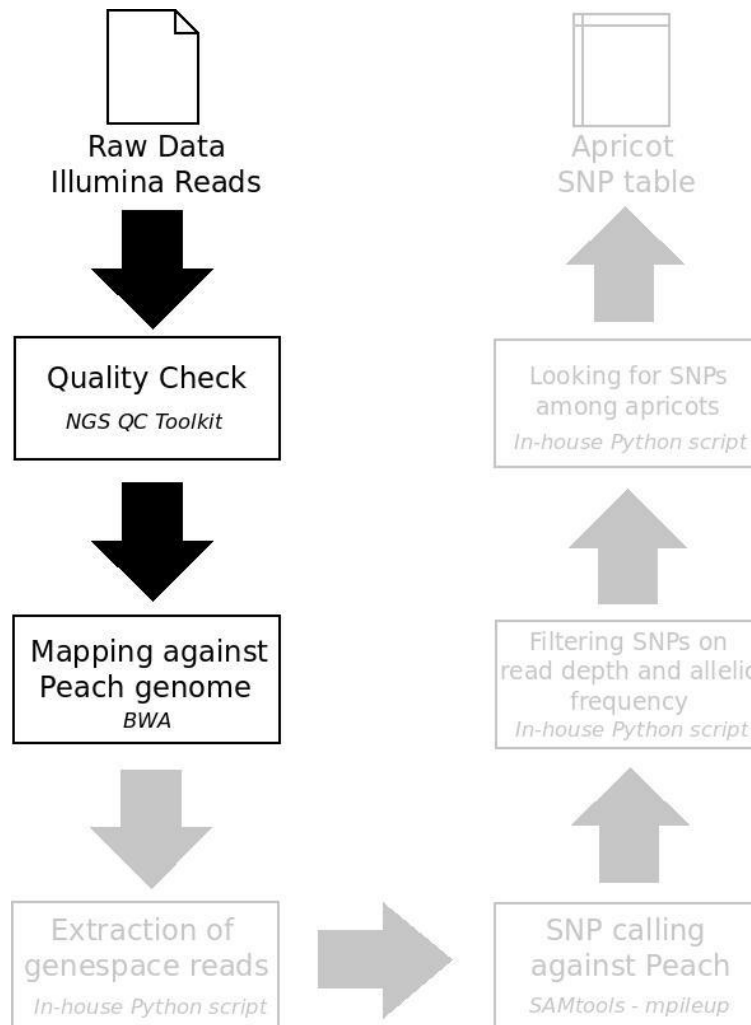 Raw Data
Illumina Reads
Quality Check
NGS QC Toolkit
Mapping against
Peach genome
BWA
Extraction of
genespace reads
In-house Python script
SNP calling
against Peach
SAMtools - mpileup
Filtering SNPs on
read depth and allelic
frequency
In-house Python script
Looking for SNPs
among apricots
In-house Python script
Apricot
SNP table